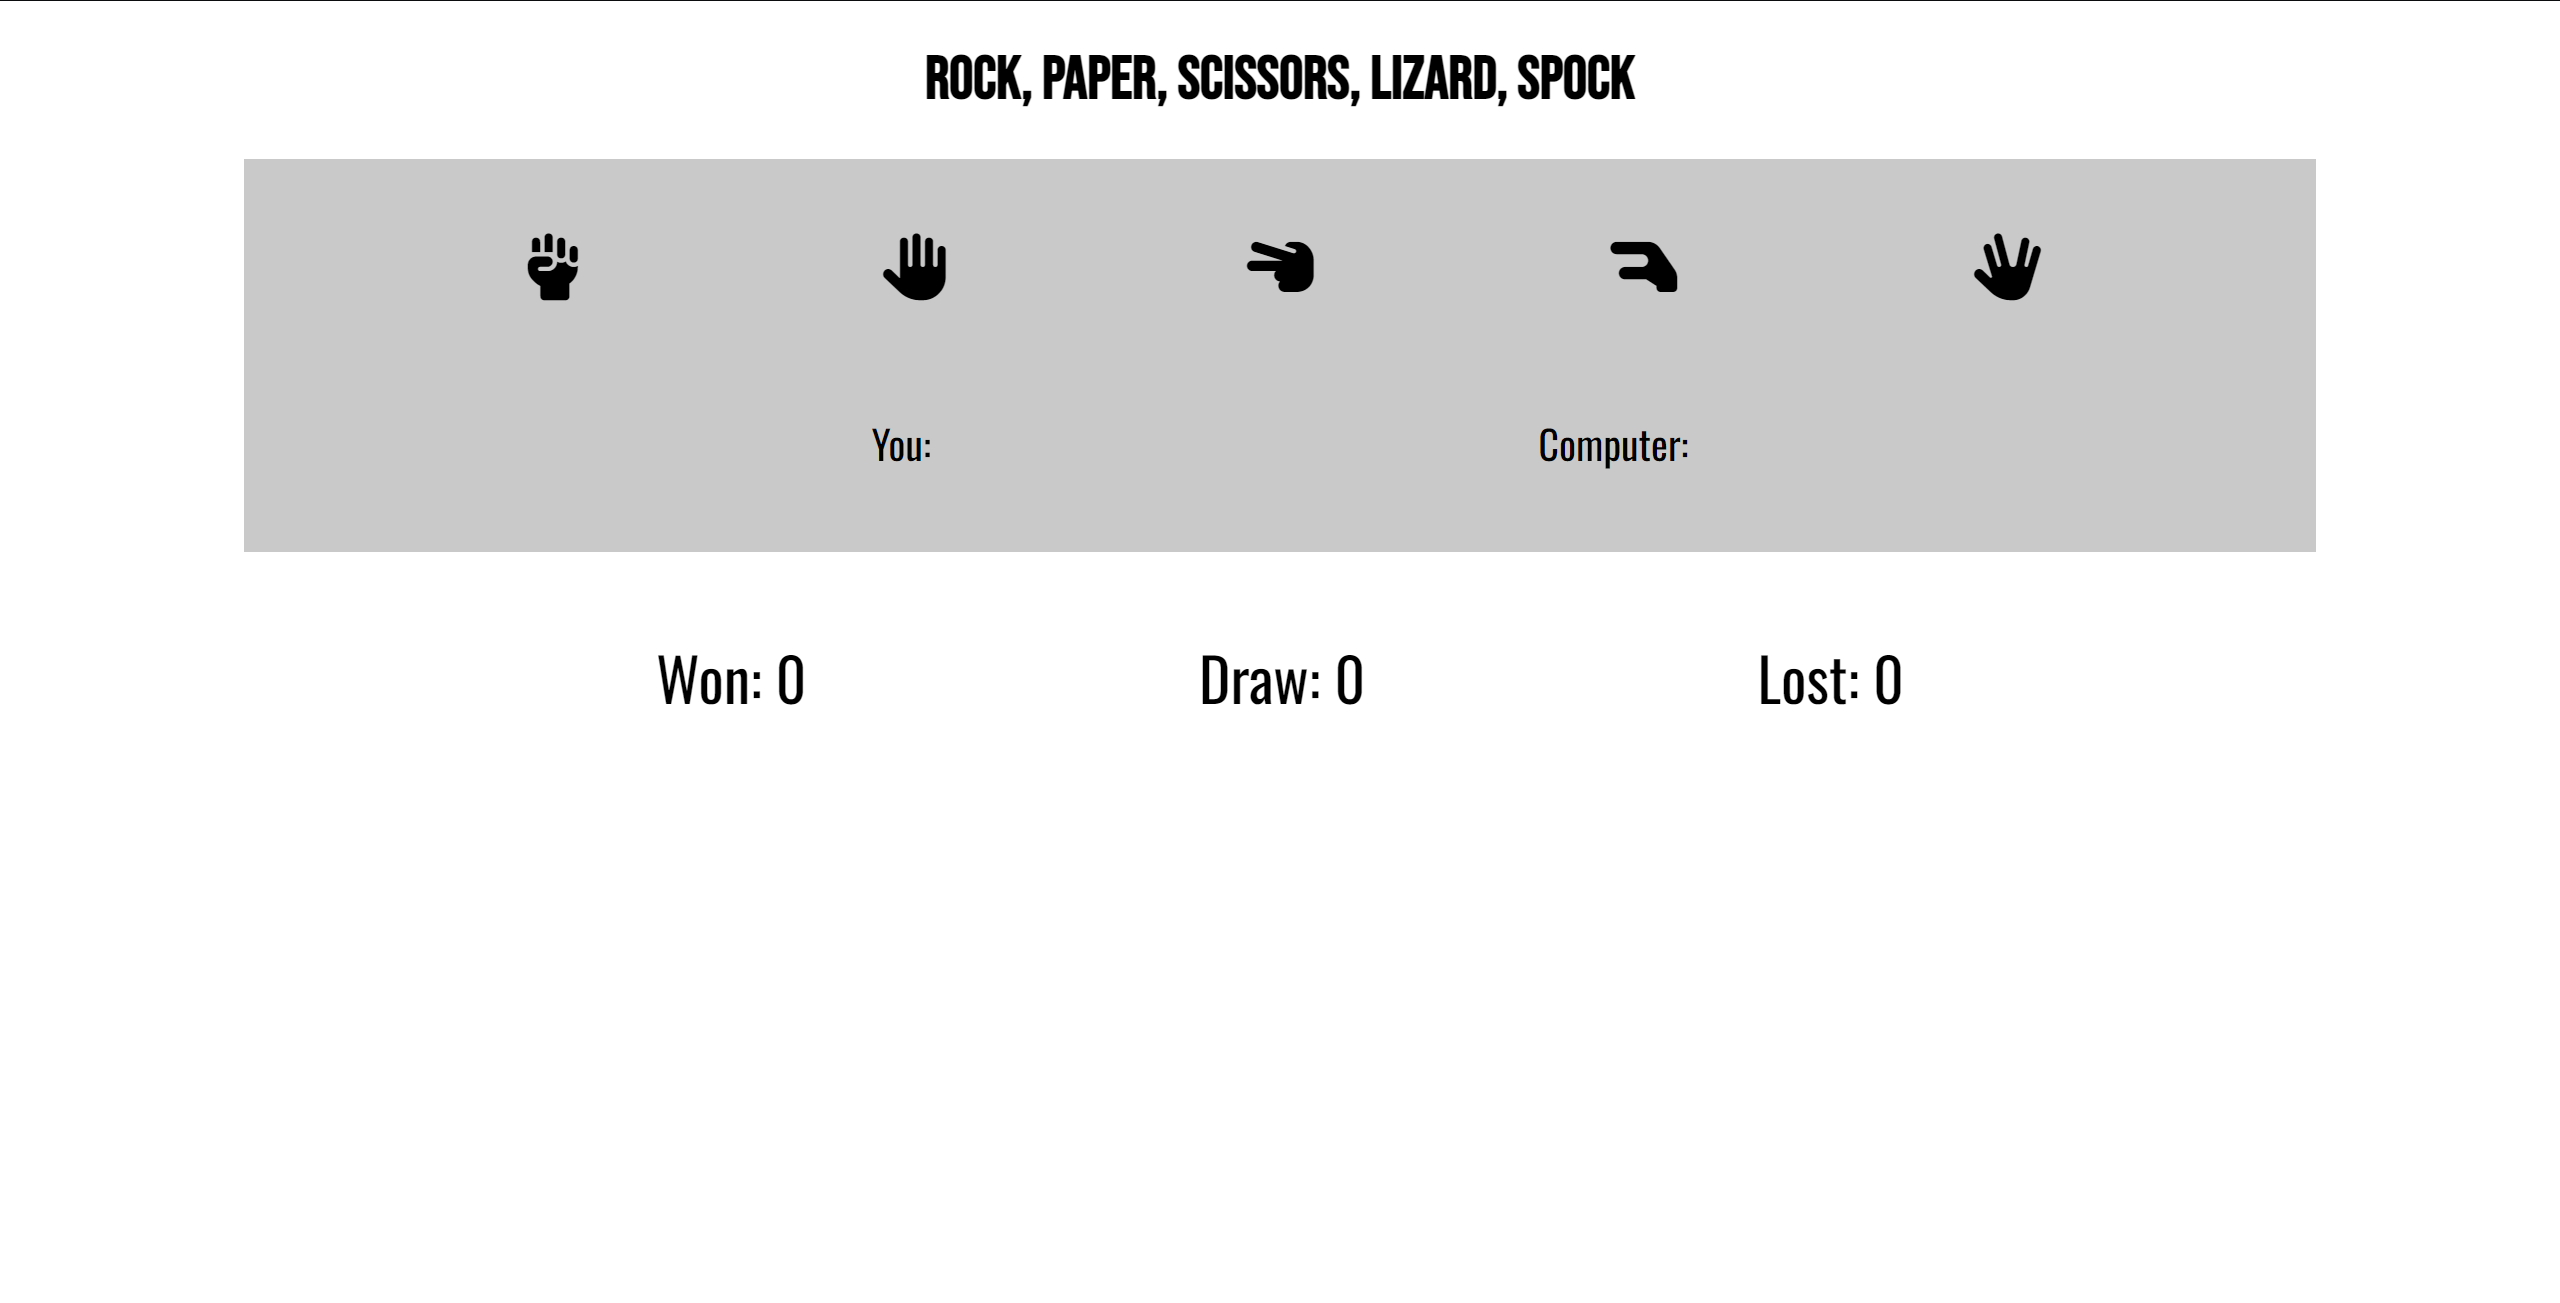 ROCK, PAPER, SCISSORS, LIZARD, SPOCK
You:
Computer:
Won: 0
Draw: 0
Lost: 0